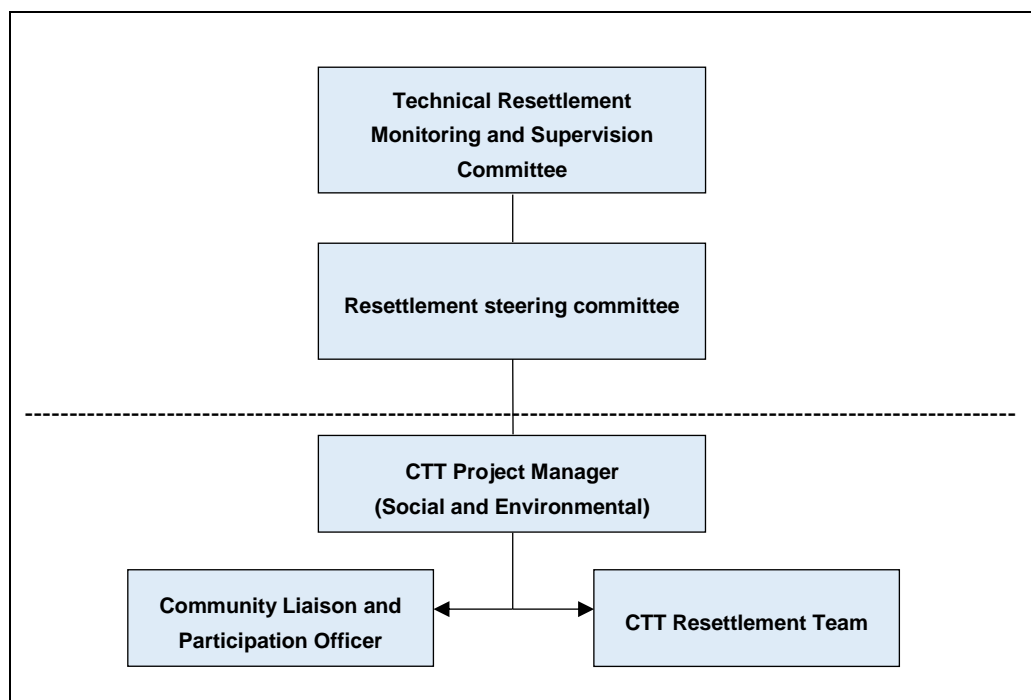 Technical Resettlement
Monitoring and Supervision
Committee
Resettlement steering committee
CTT Project Manager
(Social and Environmental)
Community Liaison and
Participation Officer
CTT Resettlement Team